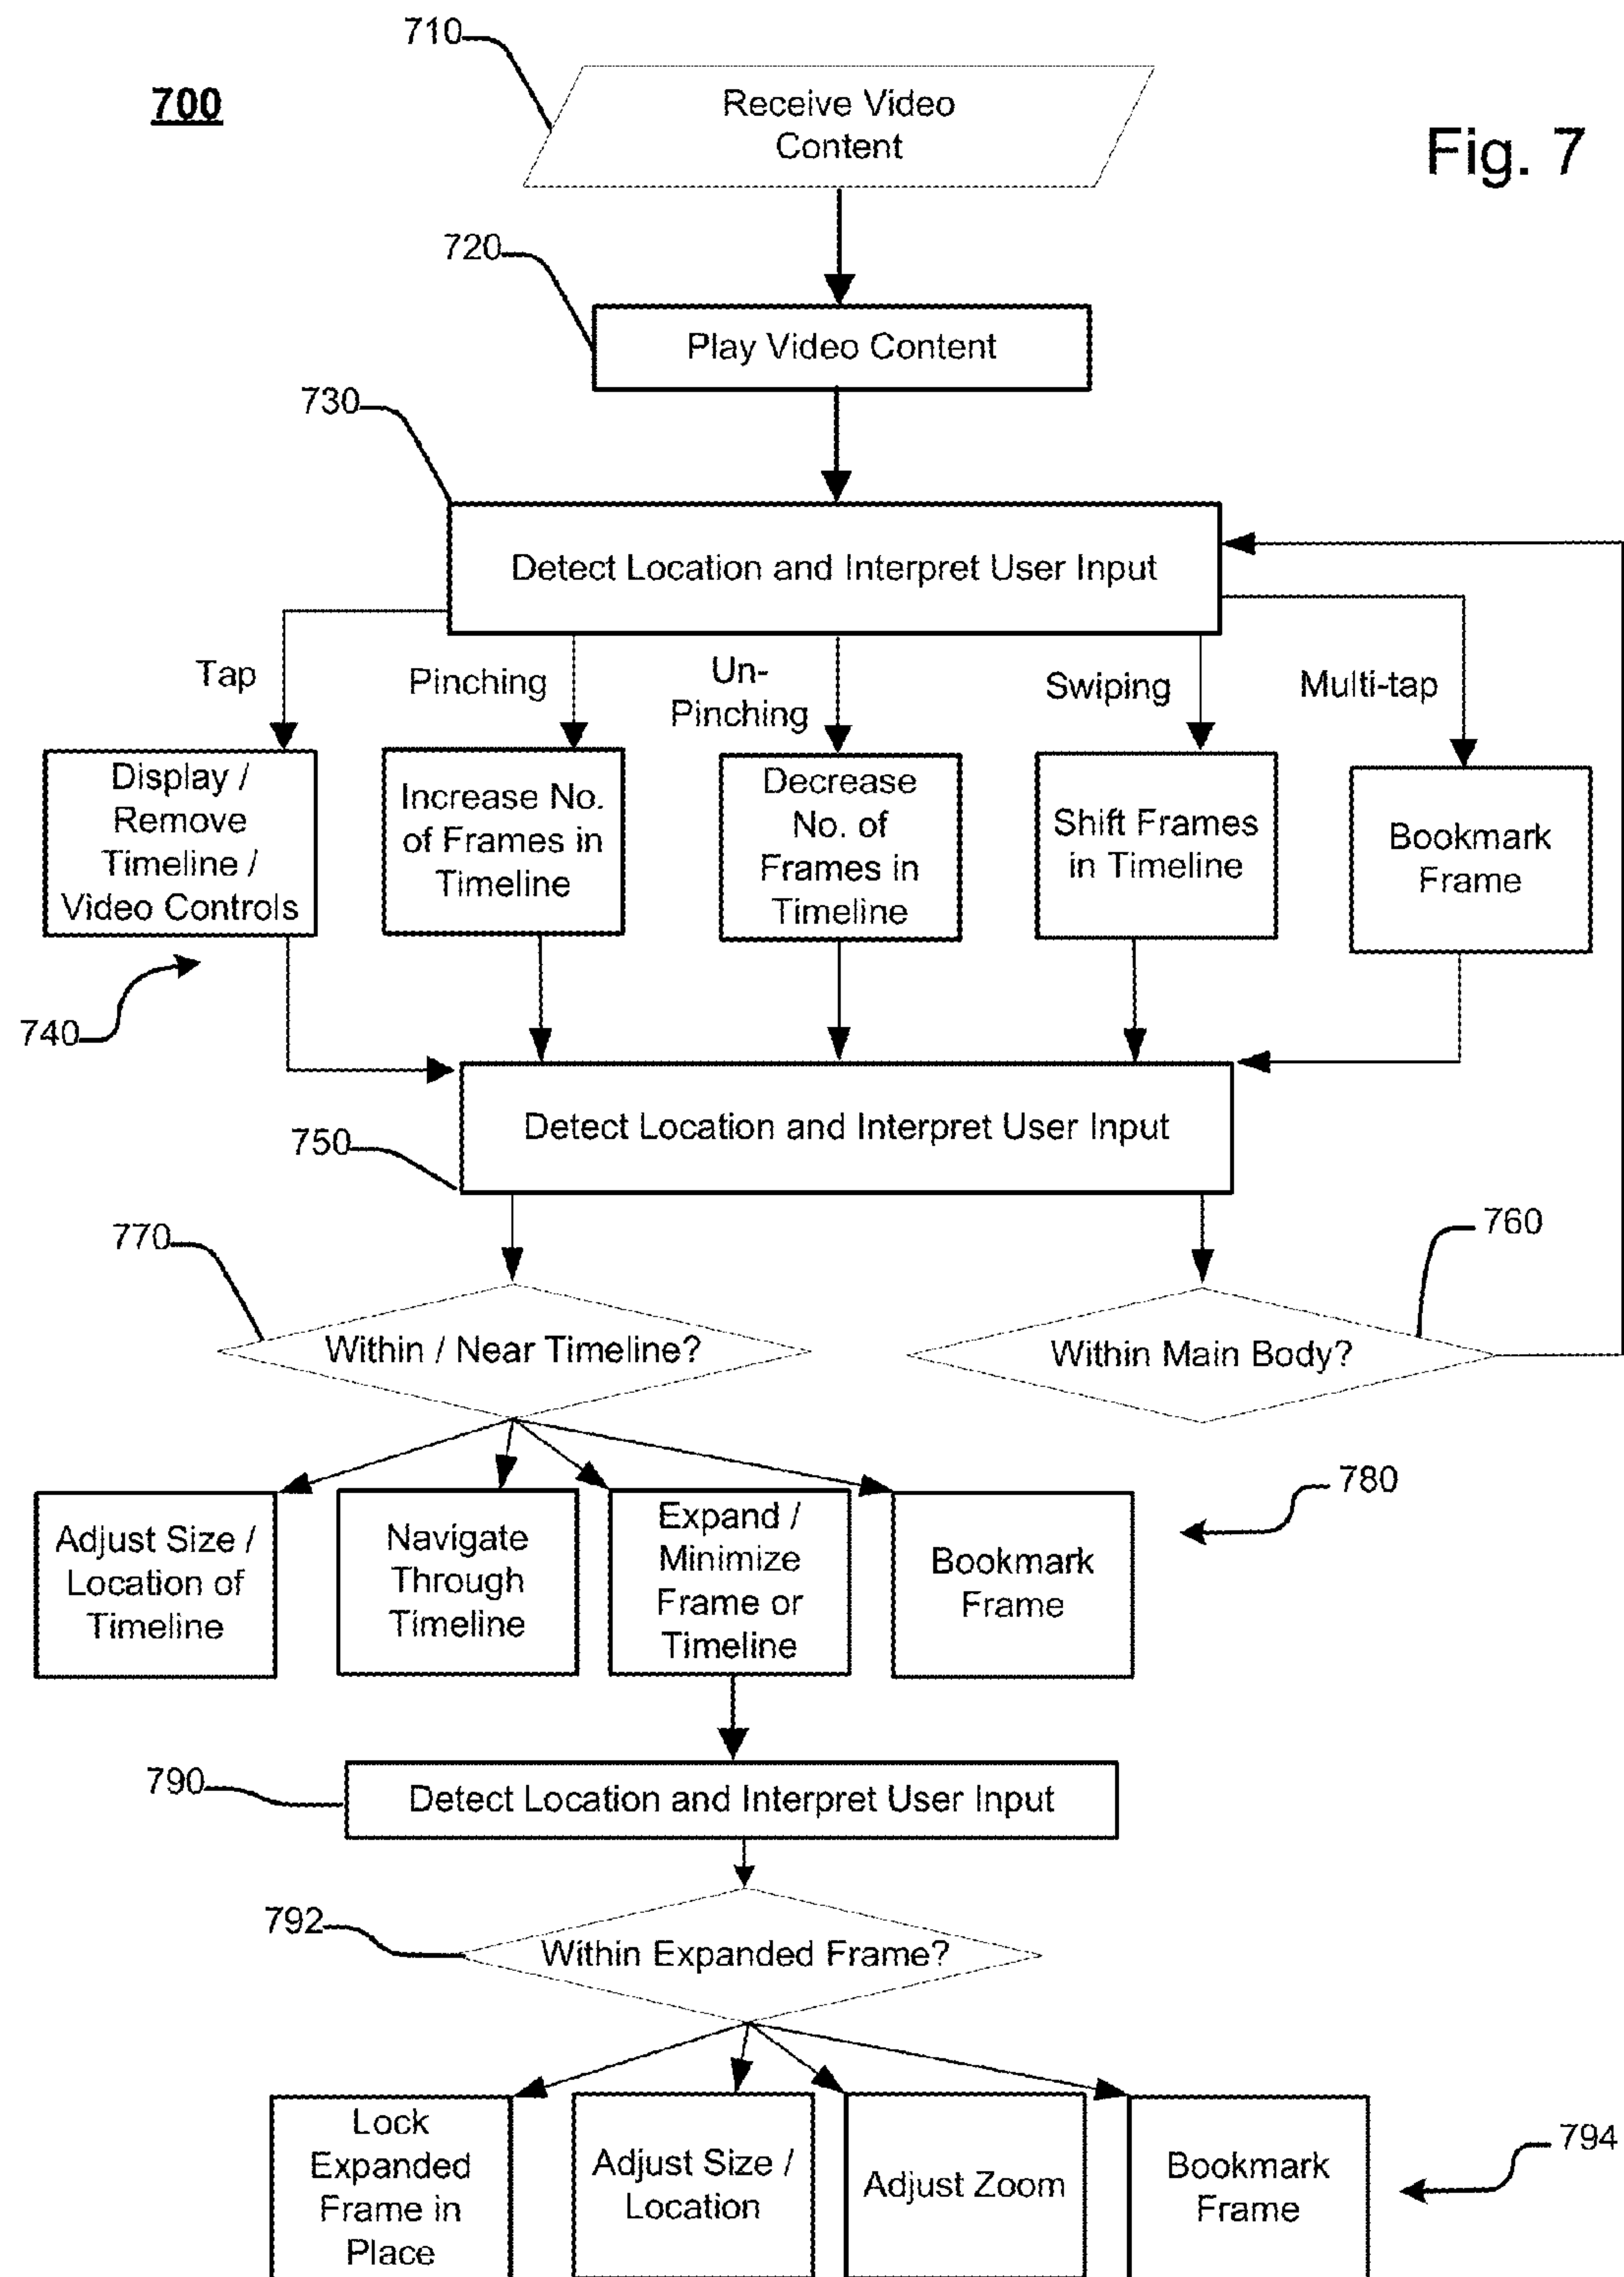 710
700
Receive Video
Content
Fig. 7
720
Play Video Content
730
Detect Location and Interpret User Input
Tap
Pinching
Un-
Pinching
Swiping
Multi-tap
Display /
Remove
Timeline /
Video Controls
Increase No.
of Frames in
Timeline
Decrease
No. of
Frames in
Timeline
Shift Frames
in Timeline
Bookmark
Frame
740
Detect Location and Interpret User Input
750
770
760
Within / Near Timeline?
Within Main Body?
780
Adjust Size /
Location of
Timeline
Navigate
Through
Timeline
Expand /
Minimize
Frame or
Timeline
Bookmark
Frame
790
Detect Location and Interpret User Input
792
Within Expanded Frame?
Lock
Expanded
Frame in
Place
Adjust Size /
Location
Adjust Zoom
Bookmark
Frame
794